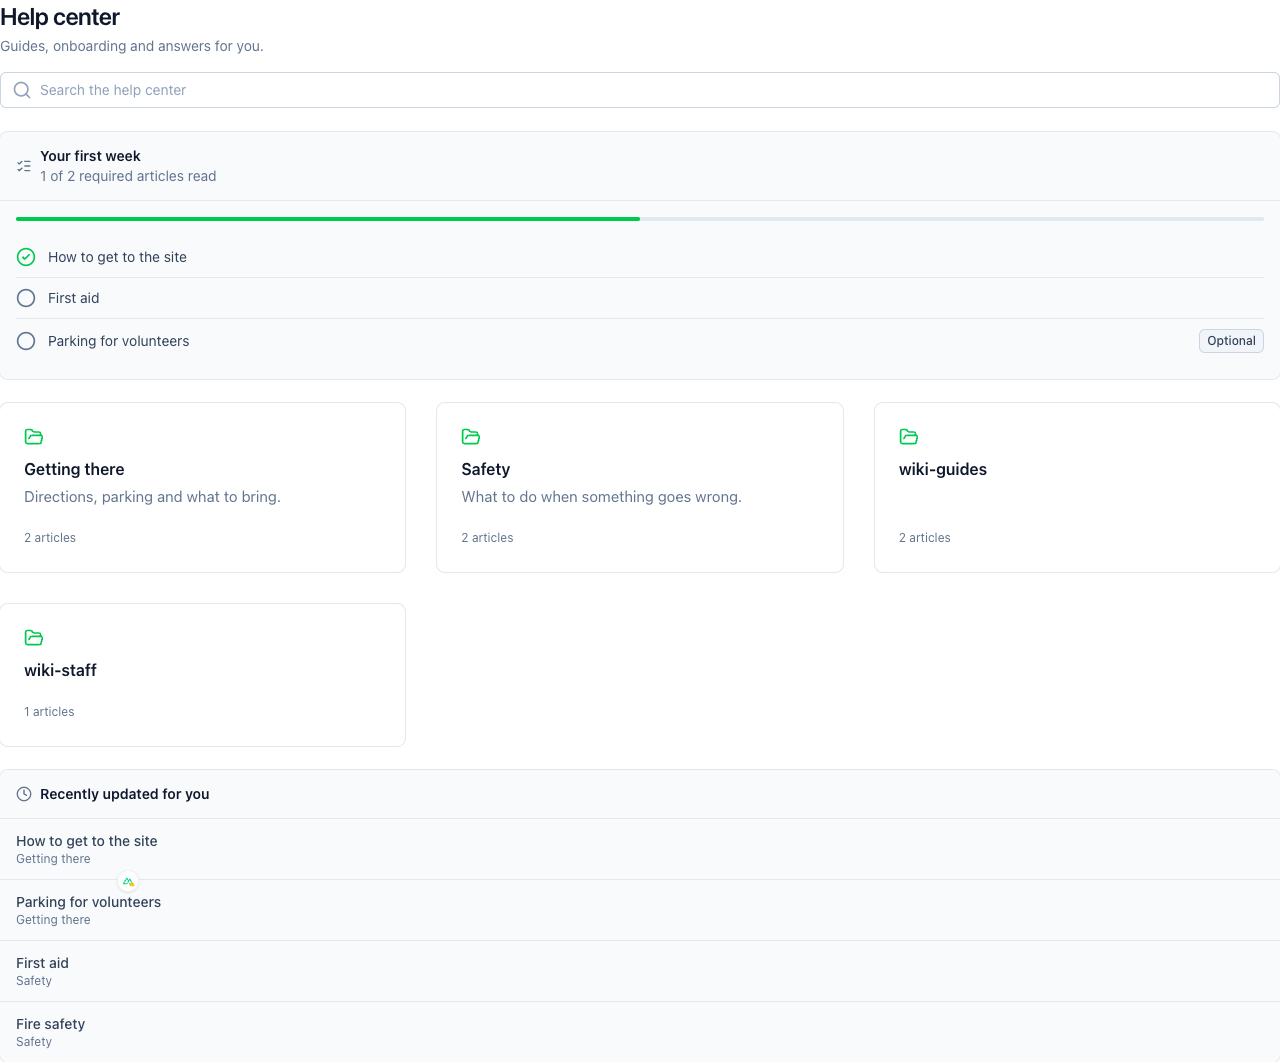 Help center
Guides, onboarding and answers for you.
Search the help center
Your first week
1 of 2 required articles read
How to get to the site
First aid
Parking for volunteers
Optional
Getting there
Directions, parking and what to bring.
2 articles
Safety
What to do when something goes wrong.
2 articles
wiki-guides
2 articles
wiki-staff
1 articles
Recently updated for you
How to get to the site
Getting there
Parking for volunteers
Getting there
First aid
Safety
Fire safety
Safety